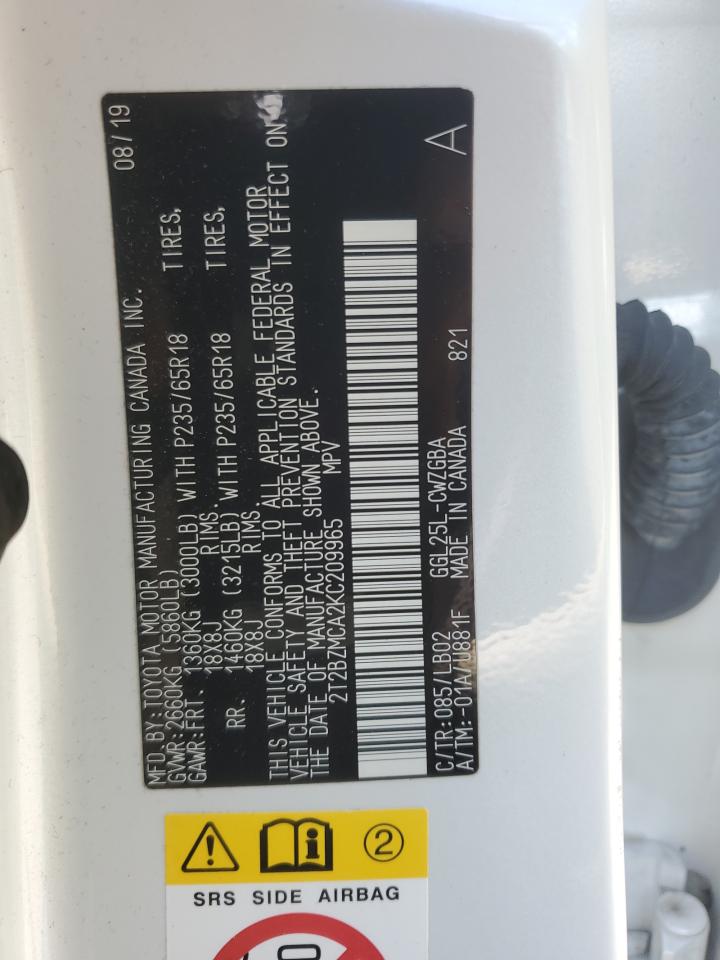 MFD.BY:TOYOTA MOTOR MANUFACTURING CANADA INC. 08/19
GVWR:2660KG (5860LB)
GAWR:FRT. 1360KG (3000LB) WITH P235/65R18 TIRES,
18X8J RIMS.
RR. 1460KG (3215LB) WITH P235/65R18 TIRES,
18X8J RIMS
THIS VEHICLE CONFORMS TO ALL APPLICABLE FEDERAL MOTOR
VEHICLE SAFETY AND THEFT PREVENTION STANDARDS IN EFFECT ON
THE DATE OF MANUFACTURE SHOWN ABOVE.
2T2BZMCA2KC209965 MPV
C/TR:085/LB02 GGL25L-CWZGBA
A/TM:-01A/U881F MADE IN CANADA 821 A
2
SRS SIDE AIRBAG